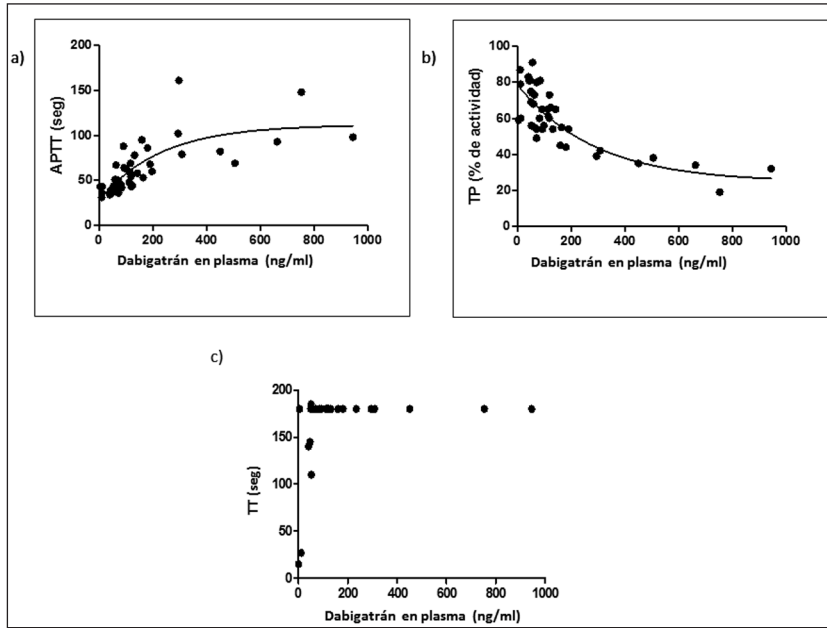 a)
200
150
100
50
0
APTT (seg)
0 200 400 600 800 1000
Dabigatrán en plasma (ng/ml)
b)
100
80
60
40
20
0
TP (% de actividad)
0 200 400 600 800 1000
Dabigatrán en plasma (ng/ml)
c)
200
150
100
50
0
TT (seg)
0 200 400 600 800 1000
Dabigatrán en plasma (ng/ml)